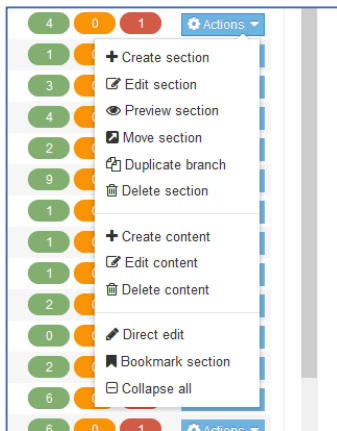 4 0 1 Actions
1 Create section
3 Edit section
4 Preview section
2 Move section
9 Duplicate branch
Delete section
1
1 Create content
1 Edit content
Delete content
2
0 Direct edit
2 Bookmark section
6 Collapse all
6 0 1 Actions